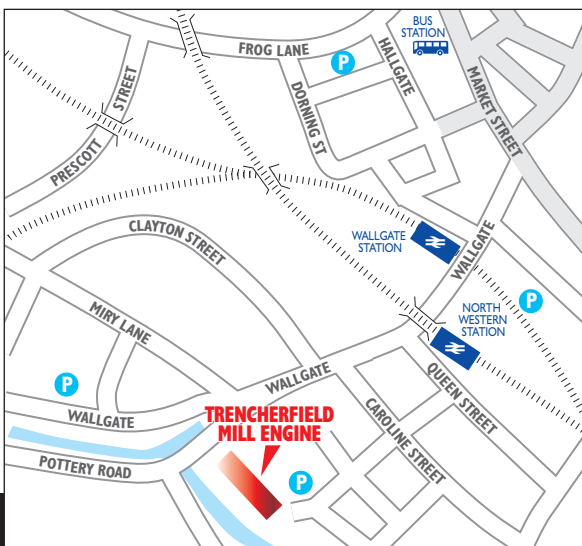 BUS
STATION
FROG LANE
P
HALLGATE
MARKET STREET
STREET
PRESCOTT
DORNING ST
CLAYTON STREET
WALLGATE
STATION
WALLGATE
P
NORTH
WESTERN
STATION
MIRY LANE
P
WALLGATE
QUEEN STREET
WALLGATE
CAROLINE STREET
TRENCHERFIELD
MILL ENGINE
POTTERY ROAD
P